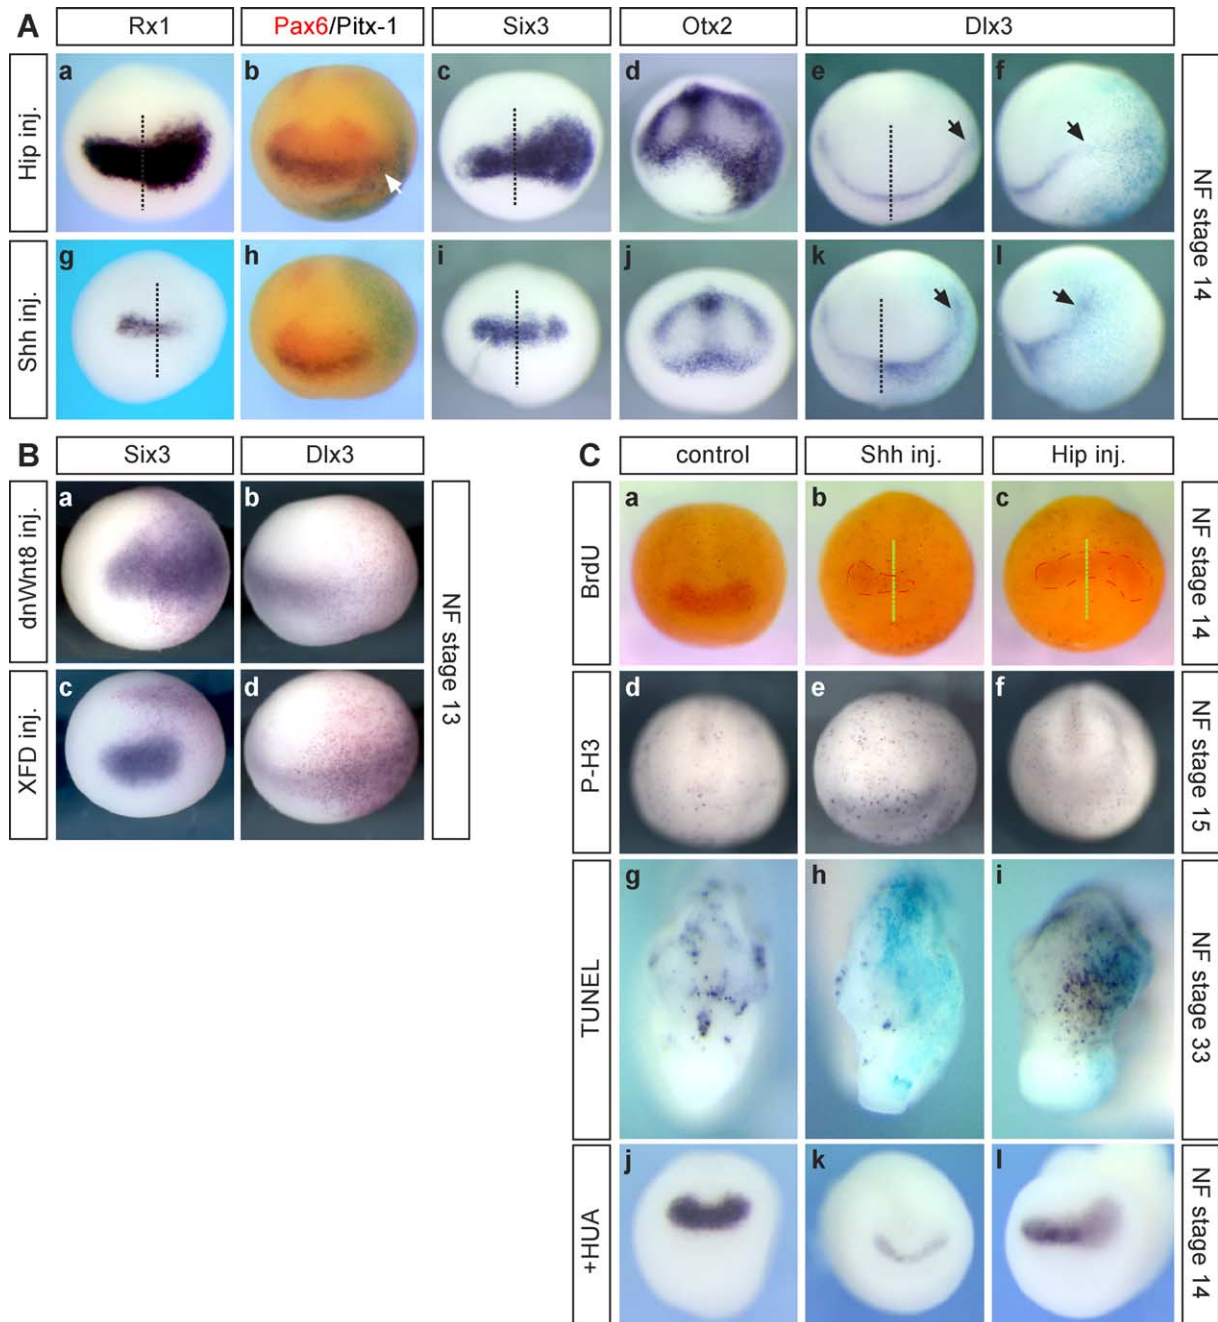 A
Rx1
Pax6/Pitx-1
Six3
Otx2
Dlx3
Hip inj.
a
b
c
d
e
f
Shh inj.
g
h
i
j
k
l
NF stage 14
B
Six3
Dlx3
dnWnt8 inj.
a
b
XFD inj.
c
d
NF stage 13
C
control
Shh inj.
Hip inj.
BrdU
a
b
c
NF stage 14
P-H3
d
e
f
NF stage 15
TUNEL
g
h
i
NF stage 33
+HUA
j
k
l
NF stage 14